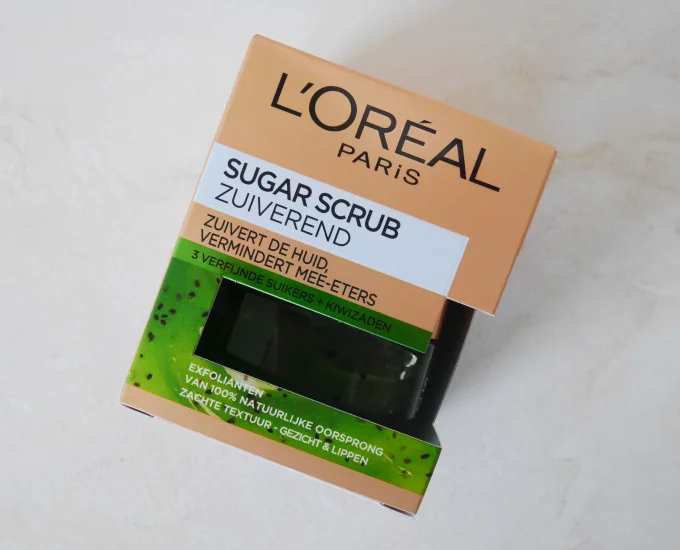 L'ORÉAL
PARiS
SUGAR SCRUB
ZUIVEREND
ZUIVERT DE HUID,
VERMINDERT MEE-ETERS
3 VERFIJNDE SUIKERS + KIWIZADEN
EXFOLIANTEN
VAN 100% NATUURLIJKE OORSPRONG
ZACHTE TEXTUUR - GEZICHT & LIPPEN